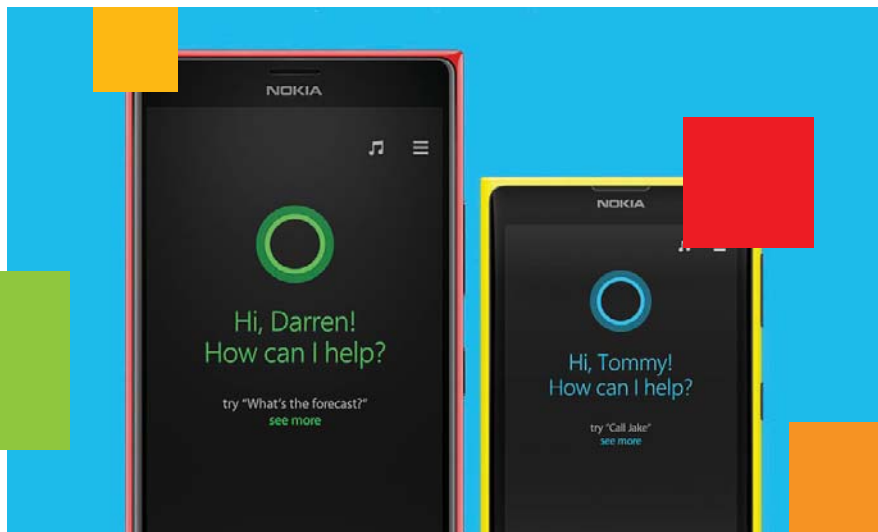 NOKIA
Hi, Darren!
How can I help?
try "What's the forecast?"
see more
NOKIA
Hi, Tommy!
How can I help?
try "Call Jake"
see more